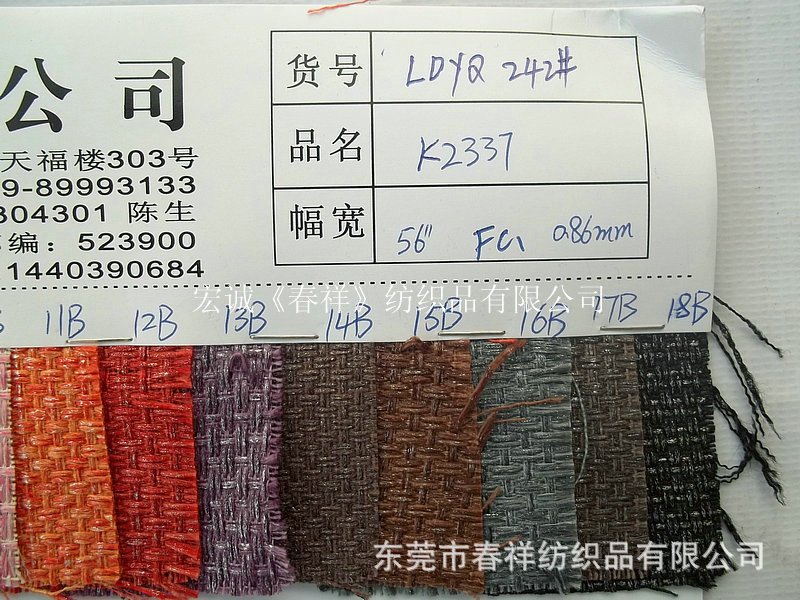 公司
天福楼303号
9-89993133
804301 陈生
编：523900
1440390684
货号 LDYQ 242#
品名 K2337
幅宽 56" 0.86mm
宏诚《春祥》纺织品有限公司
11B 12B 13B 14B 15B 16B 17B 18B
东莞市春祥纺织品有限公司